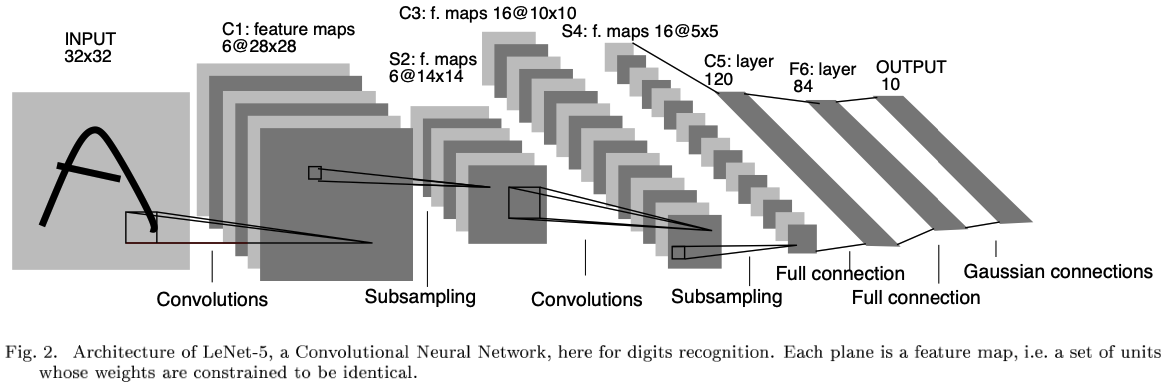 INPUT
32x32
C1: feature maps
6@28x28
S2: f. maps
6@14x14
C3: f. maps 16@10x10
S4: f. maps 16@5x5
C5: layer
120
F6: layer
84
OUTPUT
10
Convolutions
Subsampling
Convolutions
Subsampling
Full connection
Full connection
Gaussian connections
Fig. 2. Architecture of LeNet-5, a Convolutional Neural Network, here for digits recognition. Each plane is a feature map, i.e. a set of units
whose weights are constrained to be identical.